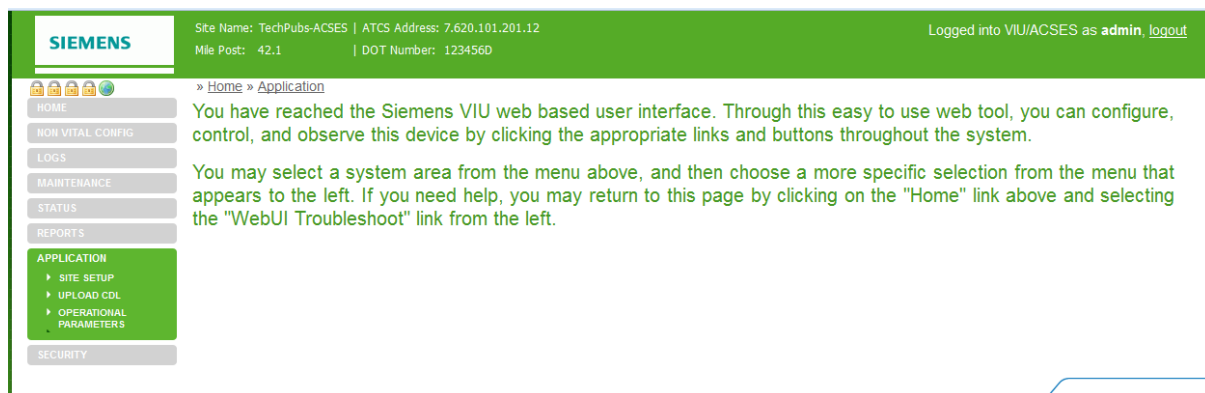 SIEMENS
Site Name: TechPubs-ACSES | ATCS Address: 7.620.101.201.12
Mile Post: 42.1 | DOT Number: 123456D
Logged into VIU/ACSES as admin, logout
» Home » Application
HOME
NON VITAL CONFIG
LOGS
MAINTENANCE
STATUS
REPORTS
APPLICATION
SITE SETUP
UPLOAD CDL
OPERATIONAL
PARAMETERS
SECURITY
You have reached the Siemens VIU web based user interface. Through this easy to use web tool, you can configure,
control, and observe this device by clicking the appropriate links and buttons throughout the system.
You may select a system area from the menu above, and then choose a more specific selection from the menu that
appears to the left. If you need help, you may return to this page by clicking on the "Home" link above and selecting
the "WebUI Troubleshoot" link from the left.